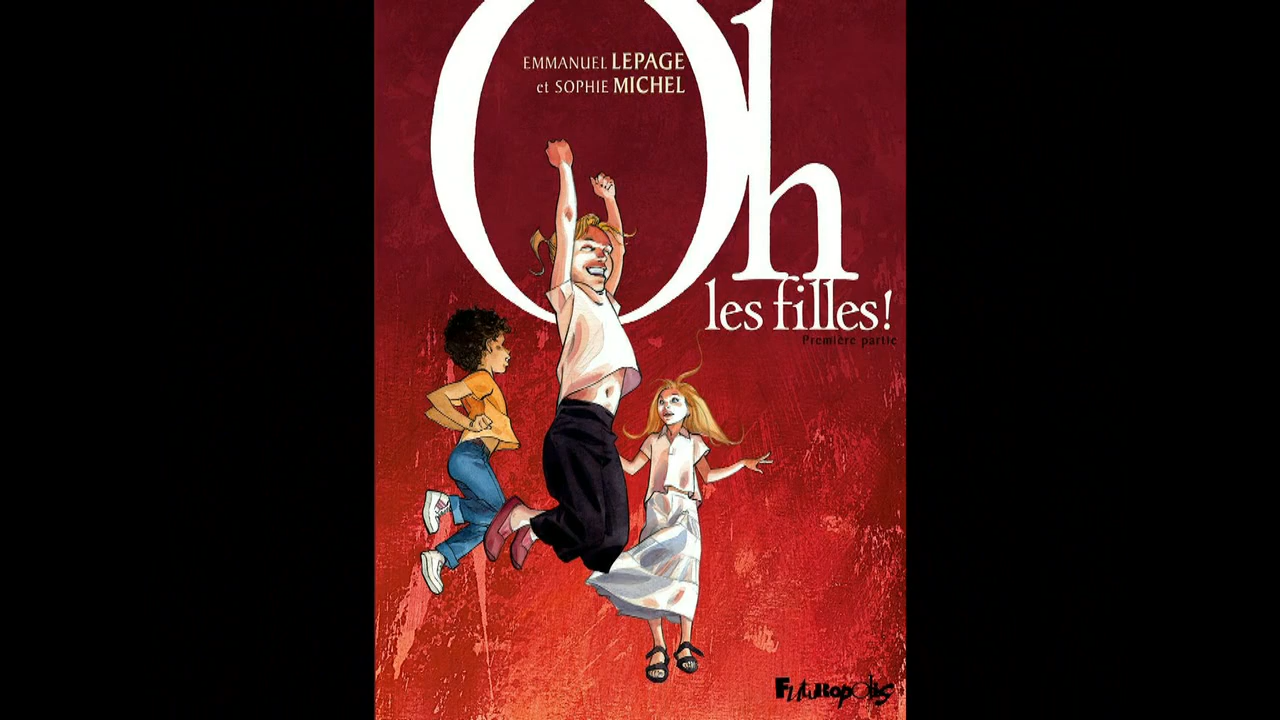 EMMANUEL LEPAGE
et SOPHIE MICHEL
Oh
les filles!
Première partie
Futuropolis